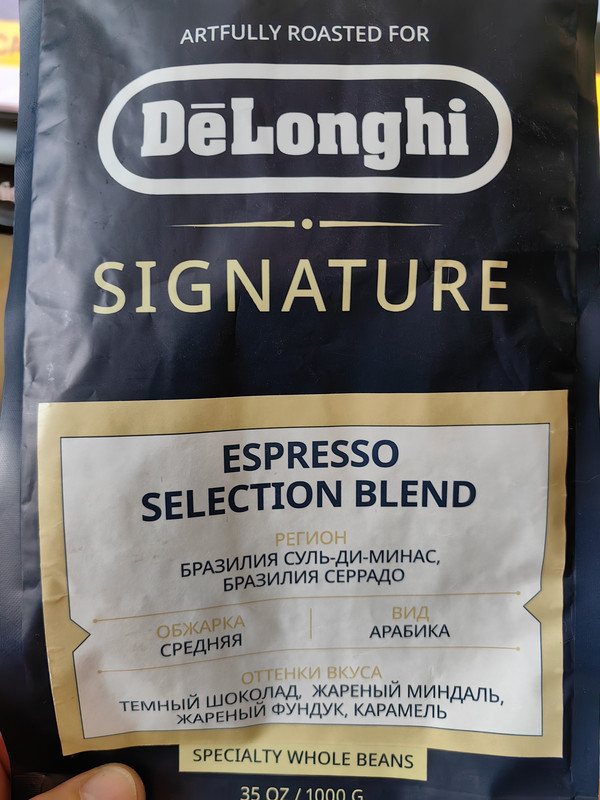 ARTFULLY ROASTED FOR
DēLonghi
SIGNATURE
ESPRESSO
SELECTION BLEND
РЕГИОН
БРАЗИЛИЯ СУЛЬ-ДИ-МИНАС,
БРАЗИЛИЯ СЕРРАДО
ОБЖАРКА
СРЕДНЯЯ
ВИД
АРАБИКА
ОТТЕНКИ ВКУСА
ТЕМНЫЙ ШОКОЛАД, ЖАРЕНЫЙ МИНДАЛЬ,
ЖАРЕНЫЙ ФУНДУК, КАРАМЕЛЬ
SPECIALTY WHOLE BEANS
35 OZ / 1000 G